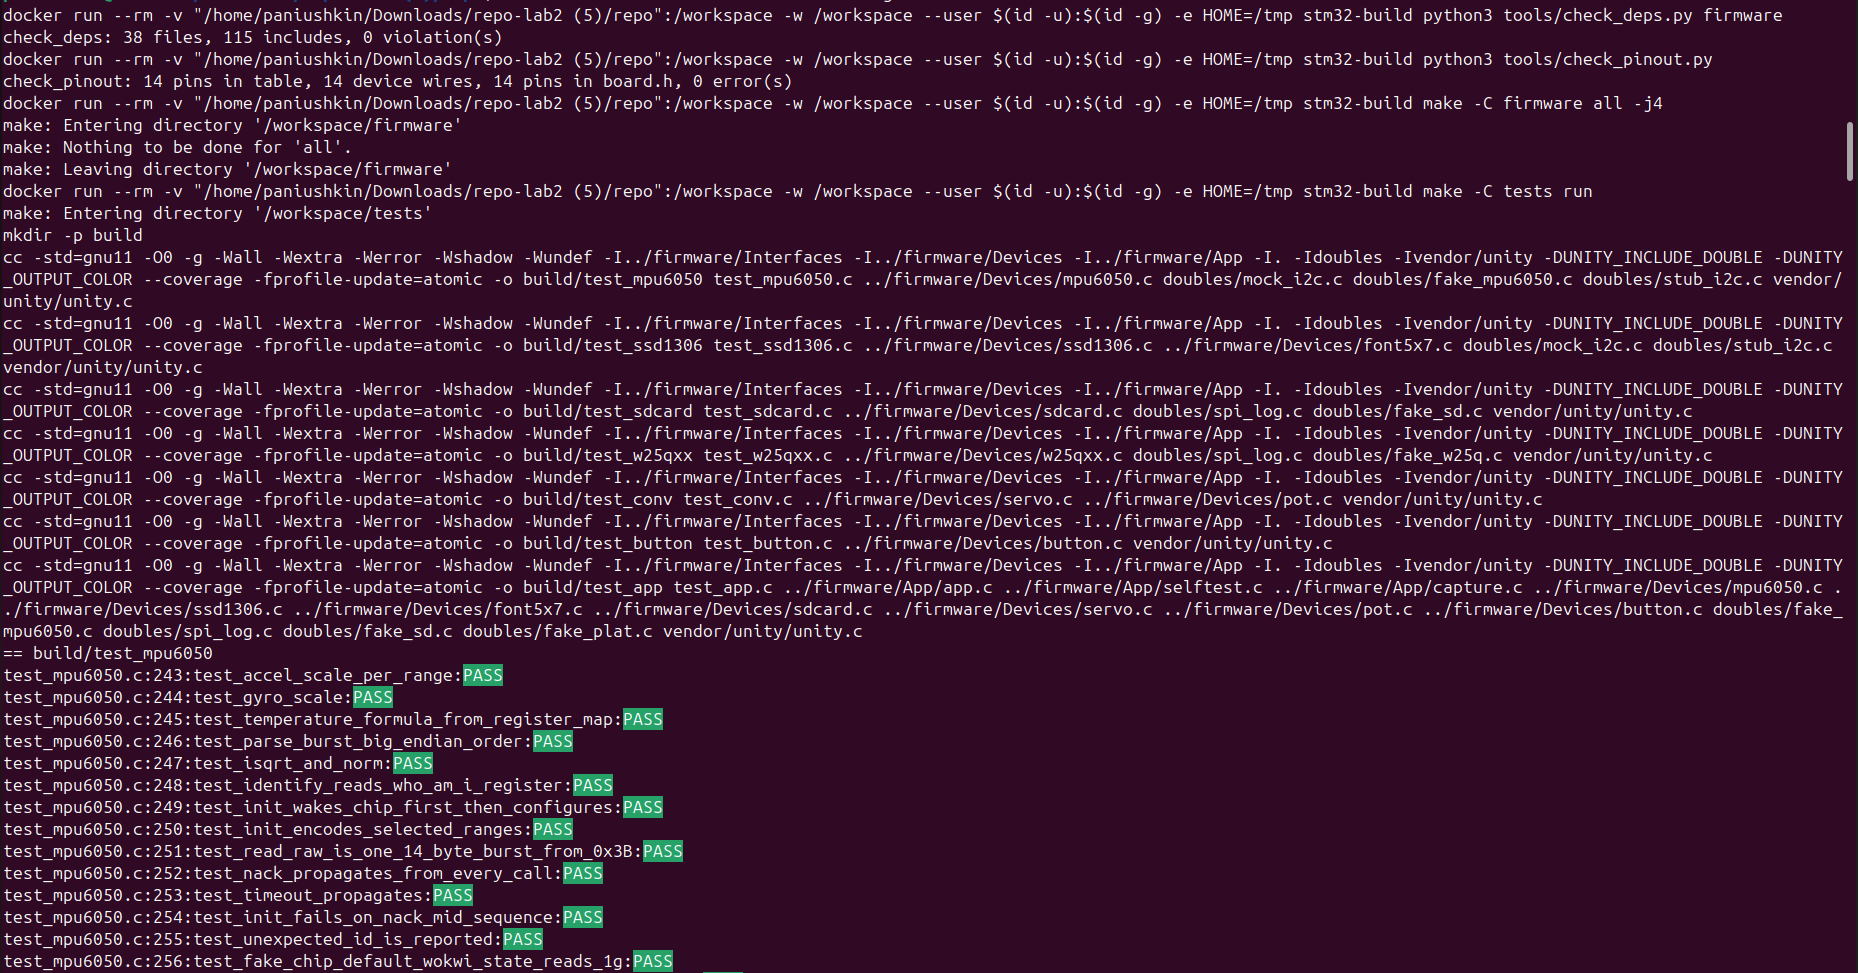 docker run --rm -v "/home/paniushkin/Downloads/repo-lab2 (5)/repo":/workspace -w /workspace --user $(id -u):$(id -g) -e HOME=/tmp stm32-build python3 tools/check_deps.py firmware
check_deps: 38 files, 115 includes, 0 violation(s)
docker run --rm -v "/home/paniushkin/Downloads/repo-lab2 (5)/repo":/workspace -w /workspace --user $(id -u):$(id -g) -e HOME=/tmp stm32-build python3 tools/check_pinout.py
check_pinout: 14 pins in table, 14 device wires, 14 pins in board.h, 0 error(s)
docker run --rm -v "/home/paniushkin/Downloads/repo-lab2 (5)/repo":/workspace -w /workspace --user $(id -u):$(id -g) -e HOME=/tmp stm32-build make -C firmware all -j4
make: Entering directory '/workspace/firmware'
make: Nothing to be done for 'all'.
make: Leaving directory '/workspace/firmware'
docker run --rm -v "/home/paniushkin/Downloads/repo-lab2 (5)/repo":/workspace -w /workspace --user $(id -u):$(id -g) -e HOME=/tmp stm32-build make -C tests run
make: Entering directory '/workspace/tests'
mkdir -p build
cc -std=gnu11 -O0 -g -Wall -Wextra -Werror -Wshadow -Wundef -I../firmware/Interfaces -I../firmware/Devices -I../firmware/App -I. -Idoubles -Ivendor/unity -DUNITY_INCLUDE_DOUBLE -DUNITY
_OUTPUT_COLOR --coverage -fprofile-update=atomic -o build/test_mpu6050 test_mpu6050.c ../firmware/Devices/mpu6050.c doubles/mock_i2c.c doubles/fake_mpu6050.c doubles/stub_i2c.c vendor/
unity/unity.c
cc -std=gnu11 -O0 -g -Wall -Wextra -Werror -Wshadow -Wundef -I../firmware/Interfaces -I../firmware/Devices -I../firmware/App -I. -Idoubles -Ivendor/unity -DUNITY_INCLUDE_DOUBLE -DUNITY
_OUTPUT_COLOR --coverage -fprofile-update=atomic -o build/test_ssd1306 test_ssd1306.c ../firmware/Devices/ssd1306.c ../firmware/Devices/font5x7.c doubles/mock_i2c.c doubles/stub_i2c.c
vendor/unity/unity.c
cc -std=gnu11 -O0 -g -Wall -Wextra -Werror -Wshadow -Wundef -I../firmware/Interfaces -I../firmware/Devices -I../firmware/App -I. -Idoubles -Ivendor/unity -DUNITY_INCLUDE_DOUBLE -DUNITY
_OUTPUT_COLOR --coverage -fprofile-update=atomic -o build/test_sdcard test_sdcard.c ../firmware/Devices/sdcard.c doubles/spi_log.c doubles/fake_sd.c vendor/unity/unity.c
cc -std=gnu11 -O0 -g -Wall -Wextra -Werror -Wshadow -Wundef -I../firmware/Interfaces -I../firmware/Devices -I../firmware/App -I. -Idoubles -Ivendor/unity -DUNITY_INCLUDE_DOUBLE -DUNITY
_OUTPUT_COLOR --coverage -fprofile-update=atomic -o build/test_w25qxx test_w25qxx.c ../firmware/Devices/w25qxx.c doubles/spi_log.c doubles/fake_w25q.c vendor/unity/unity.c
cc -std=gnu11 -O0 -g -Wall -Wextra -Werror -Wshadow -Wundef -I../firmware/Interfaces -I../firmware/Devices -I../firmware/App -I. -Idoubles -Ivendor/unity -DUNITY_INCLUDE_DOUBLE -DUNITY
_OUTPUT_COLOR --coverage -fprofile-update=atomic -o build/test_conv test_conv.c ../firmware/Devices/servo.c ../firmware/Devices/pot.c vendor/unity/unity.c
cc -std=gnu11 -O0 -g -Wall -Wextra -Werror -Wshadow -Wundef -I../firmware/Interfaces -I../firmware/Devices -I../firmware/App -I. -Idoubles -Ivendor/unity -DUNITY_INCLUDE_DOUBLE -DUNITY
_OUTPUT_COLOR --coverage -fprofile-update=atomic -o build/test_button test_button.c ../firmware/Devices/button.c vendor/unity/unity.c
cc -std=gnu11 -O0 -g -Wall -Wextra -Werror -Wshadow -Wundef -I../firmware/Interfaces -I../firmware/Devices -I../firmware/App -I. -Idoubles -Ivendor/unity -DUNITY_INCLUDE_DOUBLE -DUNITY
_OUTPUT_COLOR --coverage -fprofile-update=atomic -o build/test_app test_app.c ../firmware/App/app.c ../firmware/App/selftest.c ../firmware/App/capture.c ../firmware/Devices/mpu6050.c .
./firmware/Devices/ssd1306.c ../firmware/Devices/font5x7.c ../firmware/Devices/sdcard.c ../firmware/Devices/servo.c ../firmware/Devices/pot.c ../firmware/Devices/button.c doubles/fake_
mpu6050.c doubles/spi_log.c doubles/fake_sd.c doubles/fake_plat.c vendor/unity/unity.c
== build/test_mpu6050
test_mpu6050.c:243:test_accel_scale_per_range:PASS
test_mpu6050.c:244:test_gyro_scale:PASS
test_mpu6050.c:245:test_temperature_formula_from_register_map:PASS
test_mpu6050.c:246:test_parse_burst_big_endian_order:PASS
test_mpu6050.c:247:test_isqrt_and_norm:PASS
test_mpu6050.c:248:test_identify_reads_who_am_i_register:PASS
test_mpu6050.c:249:test_init_wakes_chip_first_then_configures:PASS
test_mpu6050.c:250:test_init_encodes_selected_ranges:PASS
test_mpu6050.c:251:test_read_raw_is_one_14_byte_burst_from_0x3B:PASS
test_mpu6050.c:252:test_nack_propagates_from_every_call:PASS
test_mpu6050.c:253:test_timeout_propagates:PASS
test_mpu6050.c:254:test_init_fails_on_nack_mid_sequence:PASS
test_mpu6050.c:255:test_unexpected_id_is_reported:PASS
test_mpu6050.c:256:test_fake_chip_default_wokwi_state_reads_1g:PASS